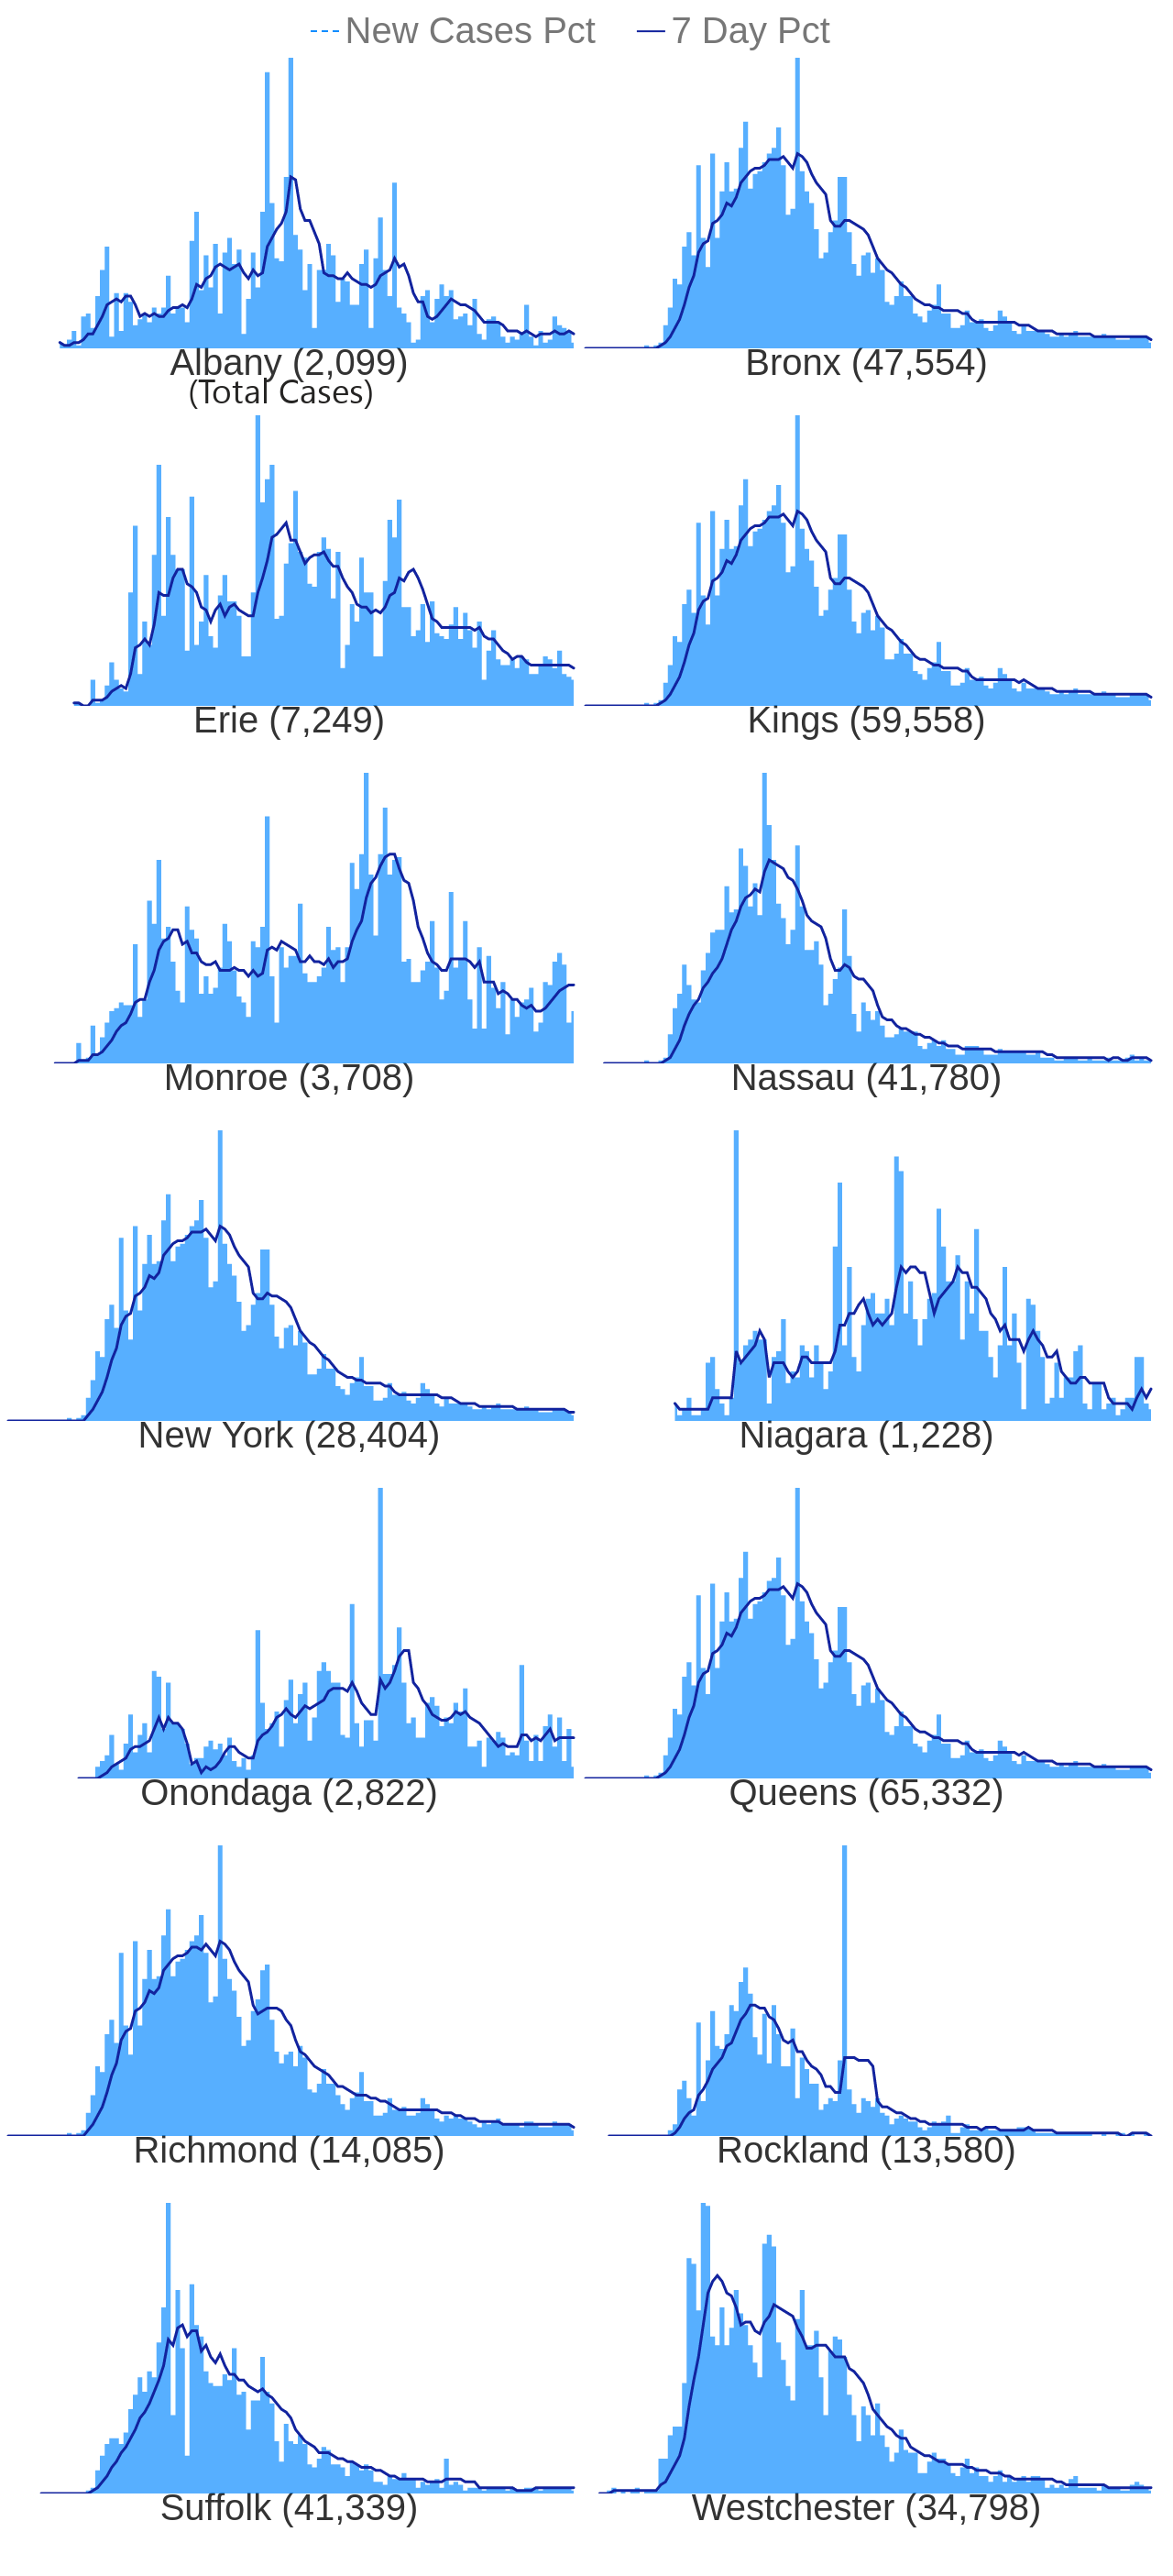 New Cases Pct 7 Day Pct
Albany (2,099) Bronx (47,554)
(Total Cases)
Erie (7,249) Kings (59,558)
Monroe (3,708) Nassau (41,780)
New York (28,404) Niagara (1,228)
Onondaga (2,822) Queens (65,332)
Richmond (14,085) Rockland (13,580)
Suffolk (41,339) Westchester (34,798)